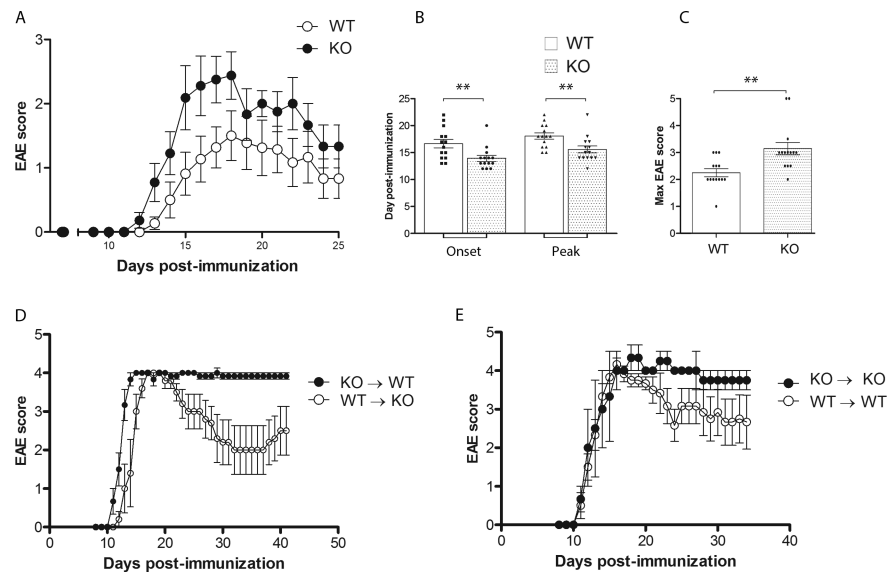 A
WT
KO
3
2
1
0
EAE score
10
15
20
25
Days post-immunization
B
WT
KO
**
**
25
20
15
10
5
0
Day post-immunization
Onset
Peak
C
**
5
4
3
2
1
0
Max EAE score
WT
KO
D
5
4
3
2
1
0
EAE score
0
10
20
30
40
50
Days post-immunization
KO → WT
WT → KO
E
5
4
3
2
1
0
EAE score
0
10
20
30
40
Days post-immunization
KO → KO
WT → WT